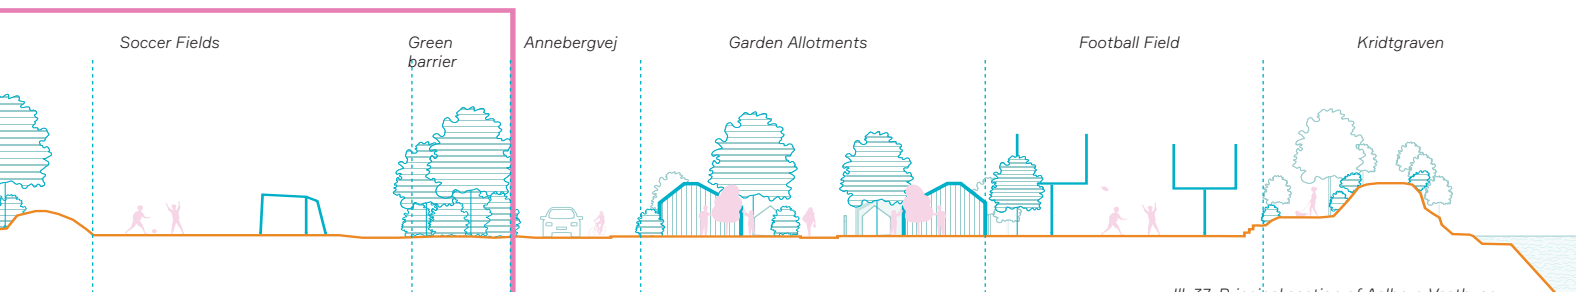 Soccer Fields
Green
barrier
Annebergvej
Garden Allotments
Football Field
Kridtgraven